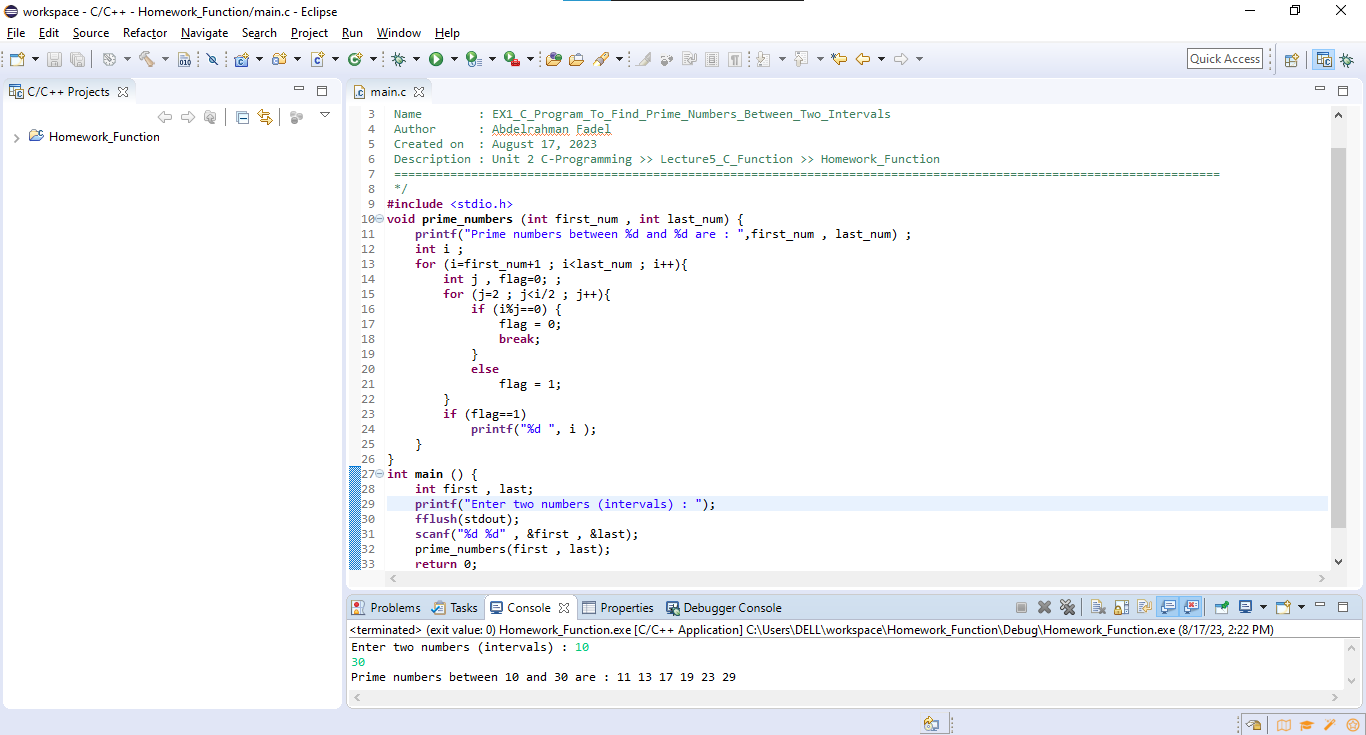 workspace - C/C++ - Homework_Function/main.c - Eclipse
File Edit Source Refactor Navigate Search Project Run Window Help
Quick Access
C/C++ Projects
Homework_Function
main.c
3 Name : EX1_C_Program_To_Find_Prime_Numbers_Between_Two_Intervals
4 Author : Abdelrahman Fadel
5 Created on : August 17, 2023
6 Description : Unit 2 C-Programming >> Lecture5_C_Function >> Homework_Function
7 ======================================================================================================================
8 */
9 #include <stdio.h>
10 void prime_numbers (int first_num , int last_num) {
11 printf("Prime numbers between %d and %d are : ",first_num , last_num) ;
12 int i ;
13 for (i=first_num+1 ; i<last_num ; i++){
14 int j , flag=0; ;
15 for (j=2 ; j<i/2 ; j++){
16 if (i%j==0) {
17 flag = 0;
18 break;
19 }
20 else
21 flag = 1;
22 }
23 if (flag==1)
24 printf("%d ", i );
25 }
26 }
27 int main () {
28 int first , last;
29 printf("Enter two numbers (intervals) : ");
30 fflush(stdout);
31 scanf("%d %d" , &first , &last);
32 prime_numbers(first , last);
33 return 0;
Problems Tasks Console Properties Debugger Console
<terminated> (exit value: 0) Homework_Function.exe [C/C++ Application] C:\Users\DELL\workspace\Homework_Function\Debug\Homework_Function.exe (8/17/23, 2:22 PM)
Enter two numbers (intervals) : 10
30
Prime numbers between 10 and 30 are : 11 13 17 19 23 29